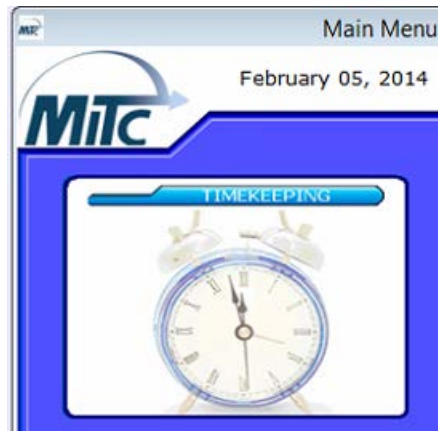 MITC
Main Menu
February 05, 2014
MiTC
TIMEKEEPING